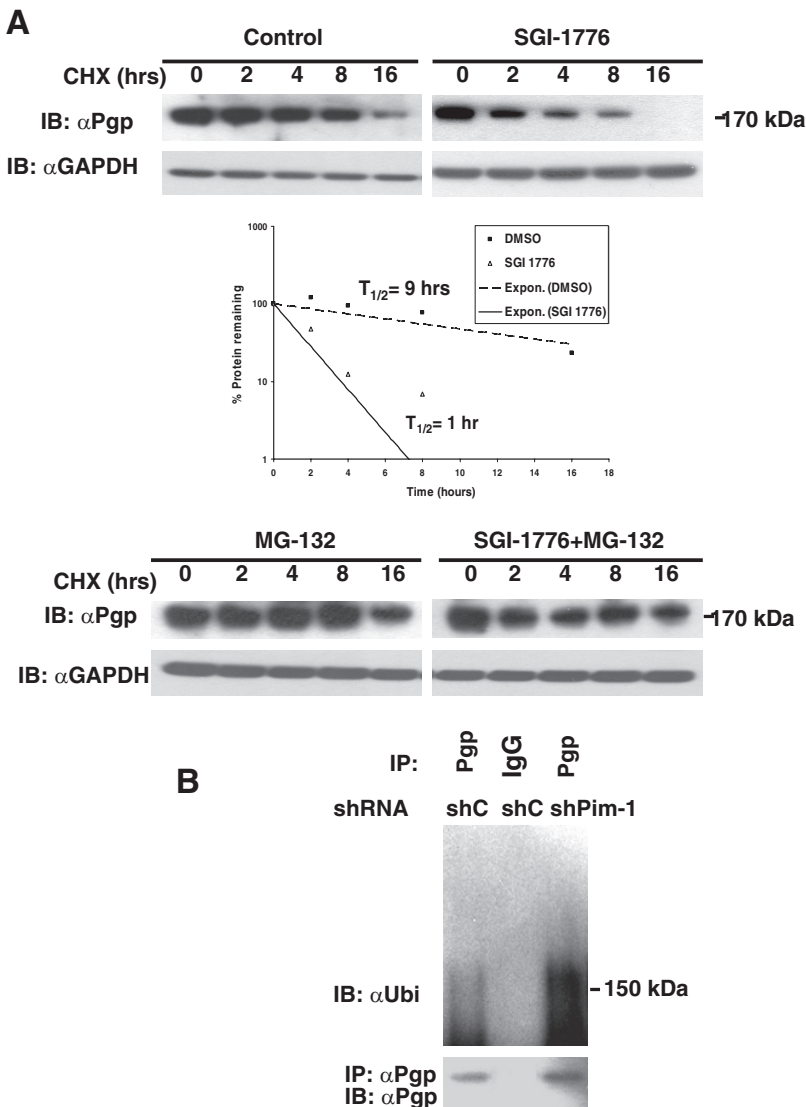 A
Control SGI-1776
CHX (hrs) 0 2 4 8 16 0 2 4 8 16
IB: αPgp 170 kDa
IB: αGAPDH
1000
100
10
1
% Protein remaining
0 2 4 6 8 10 12 14 16 18
Time (hours)
DMSO
SGI 1776
Expon. (DMSO)
Expon. (SGI 1776)
T1/2= 9 hrs
T1/2= 1 hr
MG-132 SGI-1776+MG-132
CHX (hrs) 0 2 4 8 16 0 2 4 8 16
IB: αPgp 170 kDa
IB: αGAPDH
B
IP: Pgp IgG Pgp
shRNA shC shC shPim-1
IB: αUbi 150 kDa
IP: αPgp
IB: αPgp